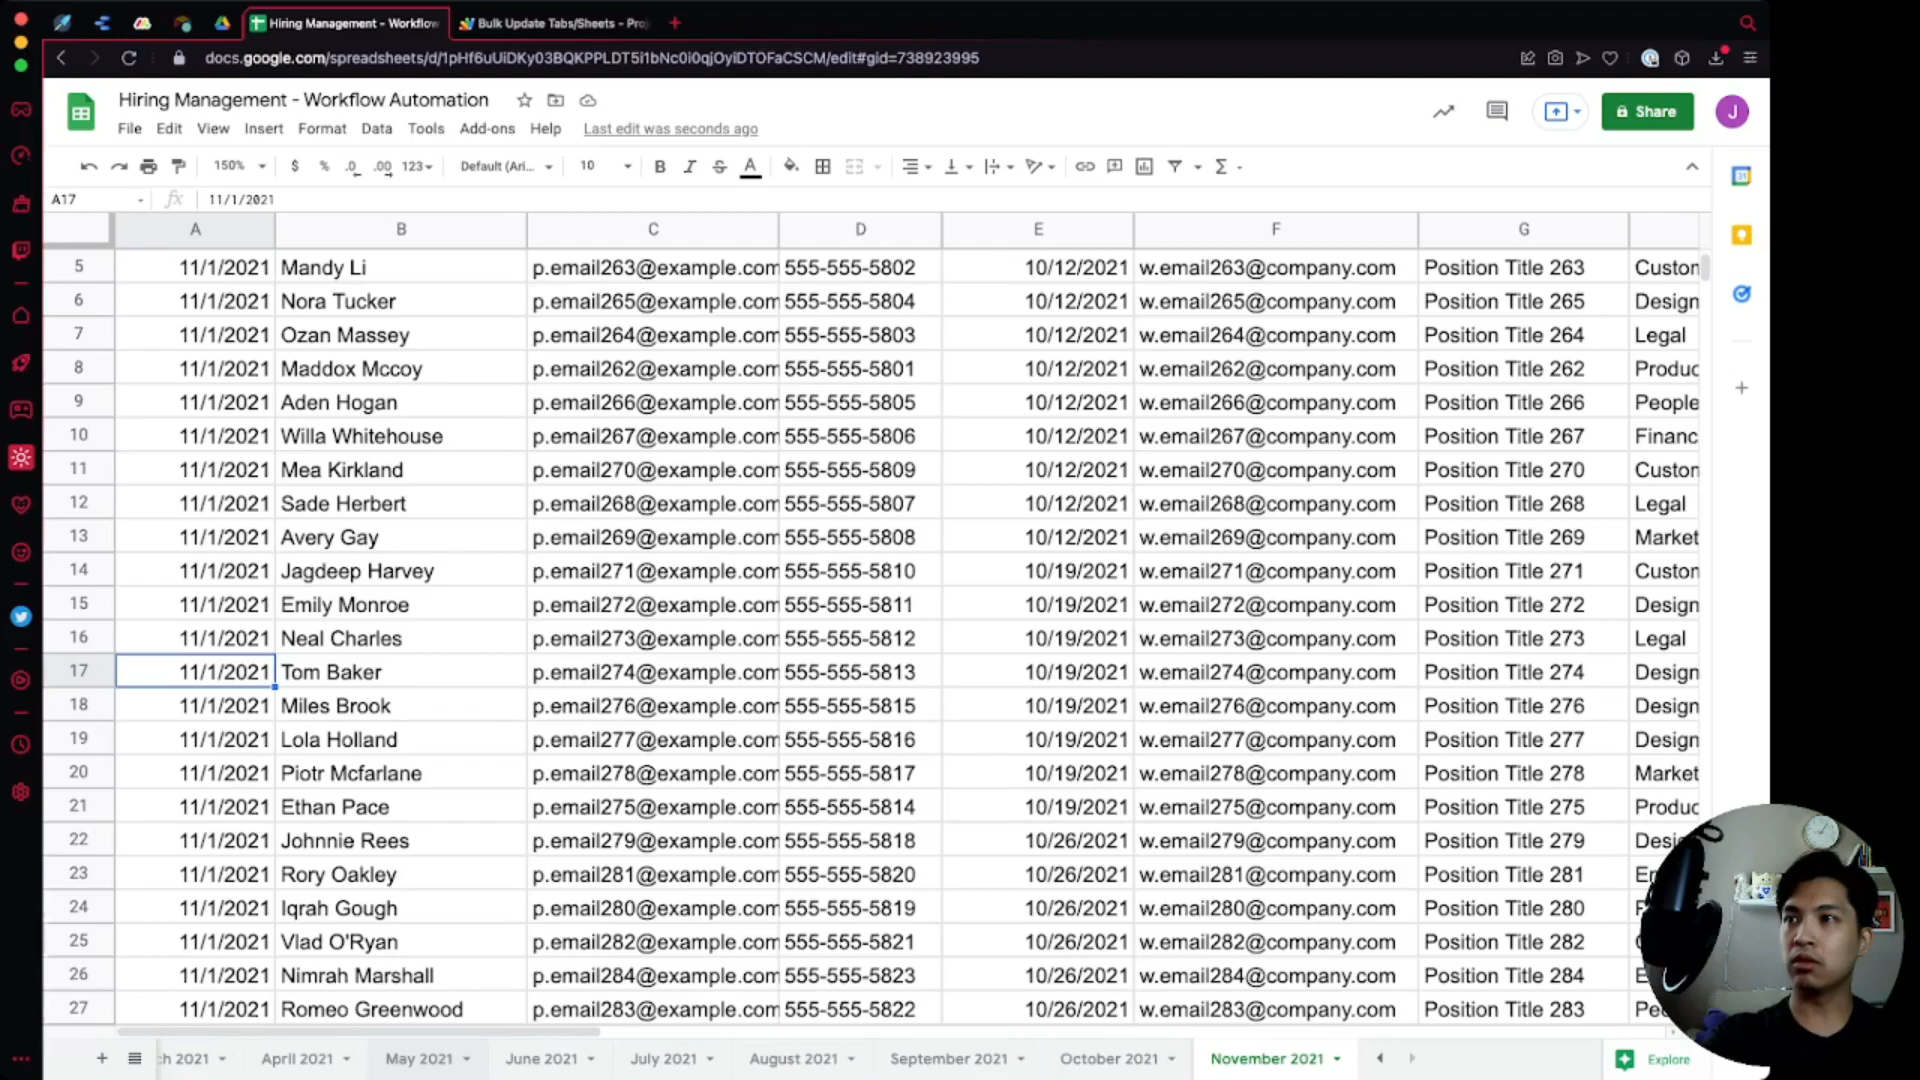 Hiring Management - Workflow
Bulk Update Tabs/Sheets - Pro
docs.google.com/spreadsheets/d/1pHf6uUiDKy03BQKPPLDT5i1bNc0i0qjOyiDTOFaCSCM/edit#gid=738923995
Hiring Management - Workflow Automation
File Edit View Insert Format Data Tools Add-ons Help Last edit was seconds ago
Share
J
150% $ % .0 .00 123 Default (Ari... 10 B I S A Σ
A17 fx 11/1/2021
A B C D E F G
5 11/1/2021 Mandy Li p.email263@example.com 555-555-5802 10/12/2021 w.email263@company.com Position Title 263 Custon
6 11/1/2021 Nora Tucker p.email265@example.com 555-555-5804 10/12/2021 w.email265@company.com Position Title 265 Design
7 11/1/2021 Ozan Massey p.email264@example.com 555-555-5803 10/12/2021 w.email264@company.com Position Title 264 Legal
8 11/1/2021 Maddox Mccoy p.email262@example.com 555-555-5801 10/12/2021 w.email262@company.com Position Title 262 Produc
9 11/1/2021 Aden Hogan p.email266@example.com 555-555-5805 10/12/2021 w.email266@company.com Position Title 266 People
10 11/1/2021 Willa Whitehouse p.email267@example.com 555-555-5806 10/12/2021 w.email267@company.com Position Title 267 Financ
11 11/1/2021 Mea Kirkland p.email270@example.com 555-555-5809 10/12/2021 w.email270@company.com Position Title 270 Custon
12 11/1/2021 Sade Herbert p.email268@example.com 555-555-5807 10/12/2021 w.email268@company.com Position Title 268 Legal
13 11/1/2021 Avery Gay p.email269@example.com 555-555-5808 10/12/2021 w.email269@company.com Position Title 269 Market
14 11/1/2021 Jagdeep Harvey p.email271@example.com 555-555-5810 10/19/2021 w.email271@company.com Position Title 271 Custon
15 11/1/2021 Emily Monroe p.email272@example.com 555-555-5811 10/19/2021 w.email272@company.com Position Title 272 Design
16 11/1/2021 Neal Charles p.email273@example.com 555-555-5812 10/19/2021 w.email273@company.com Position Title 273 Legal
17 11/1/2021 Tom Baker p.email274@example.com 555-555-5813 10/19/2021 w.email274@company.com Position Title 274 Design
18 11/1/2021 Miles Brook p.email276@example.com 555-555-5815 10/19/2021 w.email276@company.com Position Title 276 Design
19 11/1/2021 Lola Holland p.email277@example.com 555-555-5816 10/19/2021 w.email277@company.com Position Title 277 Design
20 11/1/2021 Piotr Mcfarlane p.email278@example.com 555-555-5817 10/19/2021 w.email278@company.com Position Title 278 Market
21 11/1/2021 Ethan Pace p.email275@example.com 555-555-5814 10/19/2021 w.email275@company.com Position Title 275 Produc
22 11/1/2021 Johnnie Rees p.email279@example.com 555-555-5818 10/26/2021 w.email279@company.com Position Title 279
23 11/1/2021 Rory Oakley p.email281@example.com 555-555-5820 10/26/2021 w.email281@company.com Position Title 281
24 11/1/2021 Iqrah Gough p.email280@example.com 555-555-5819 10/26/2021 w.email280@company.com Position Title 280
25 11/1/2021 Vlad O'Ryan p.email282@example.com 555-555-5821 10/26/2021 w.email282@company.com Position Title 282
26 11/1/2021 Nimrah Marshall p.email284@example.com 555-555-5823 10/26/2021 w.email284@company.com Position Title 284
27 11/1/2021 Romeo Greenwood p.email283@example.com 555-555-5822 10/26/2021 w.email283@company.com Position Title 283
ch 2021 April 2021 May 2021 June 2021 July 2021 August 2021 September 2021 October 2021 November 2021 Explore